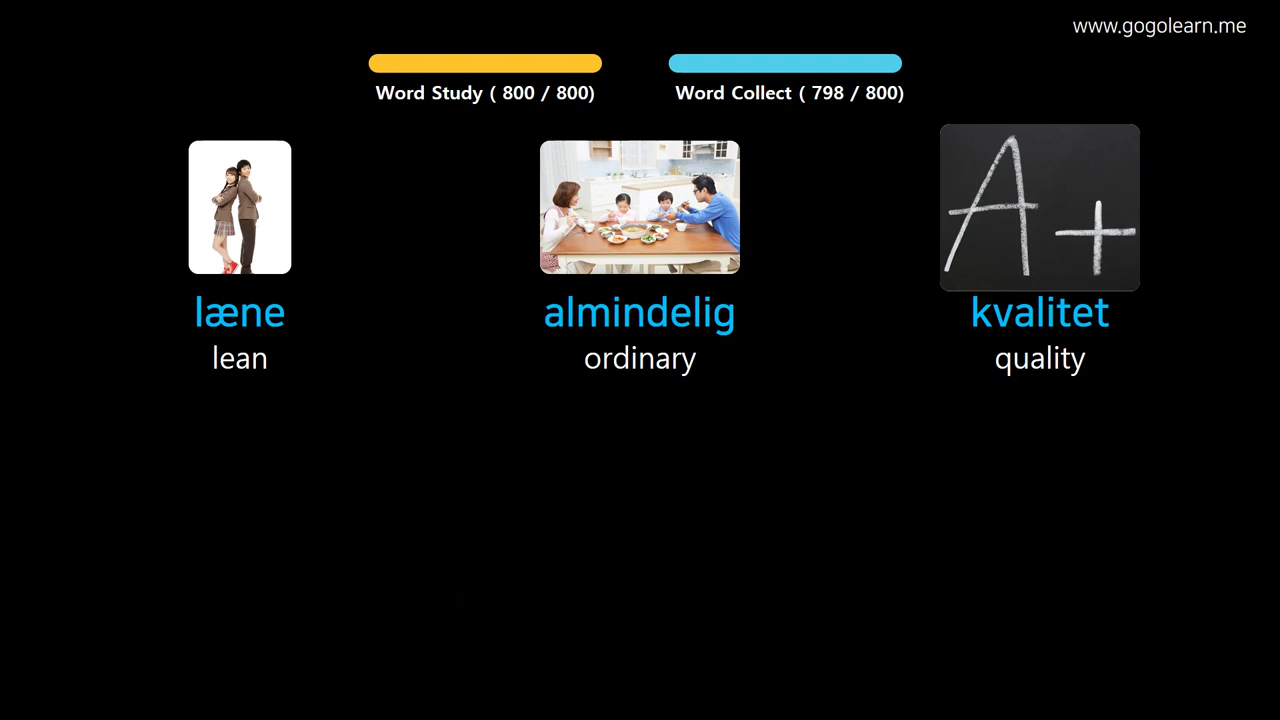 www.gogolearn.me
Word Study ( 800 / 800)
Word Collect ( 798 / 800)
A+
læne
almindelig
kvalitet
lean
ordinary
quality